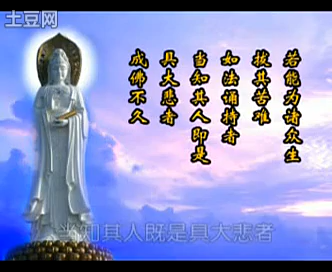 土豆网
若能为诸众生
拔其苦难
如法诵持者
当知其人即是
具大悲者
成佛不久
当知其人既是具大悲者